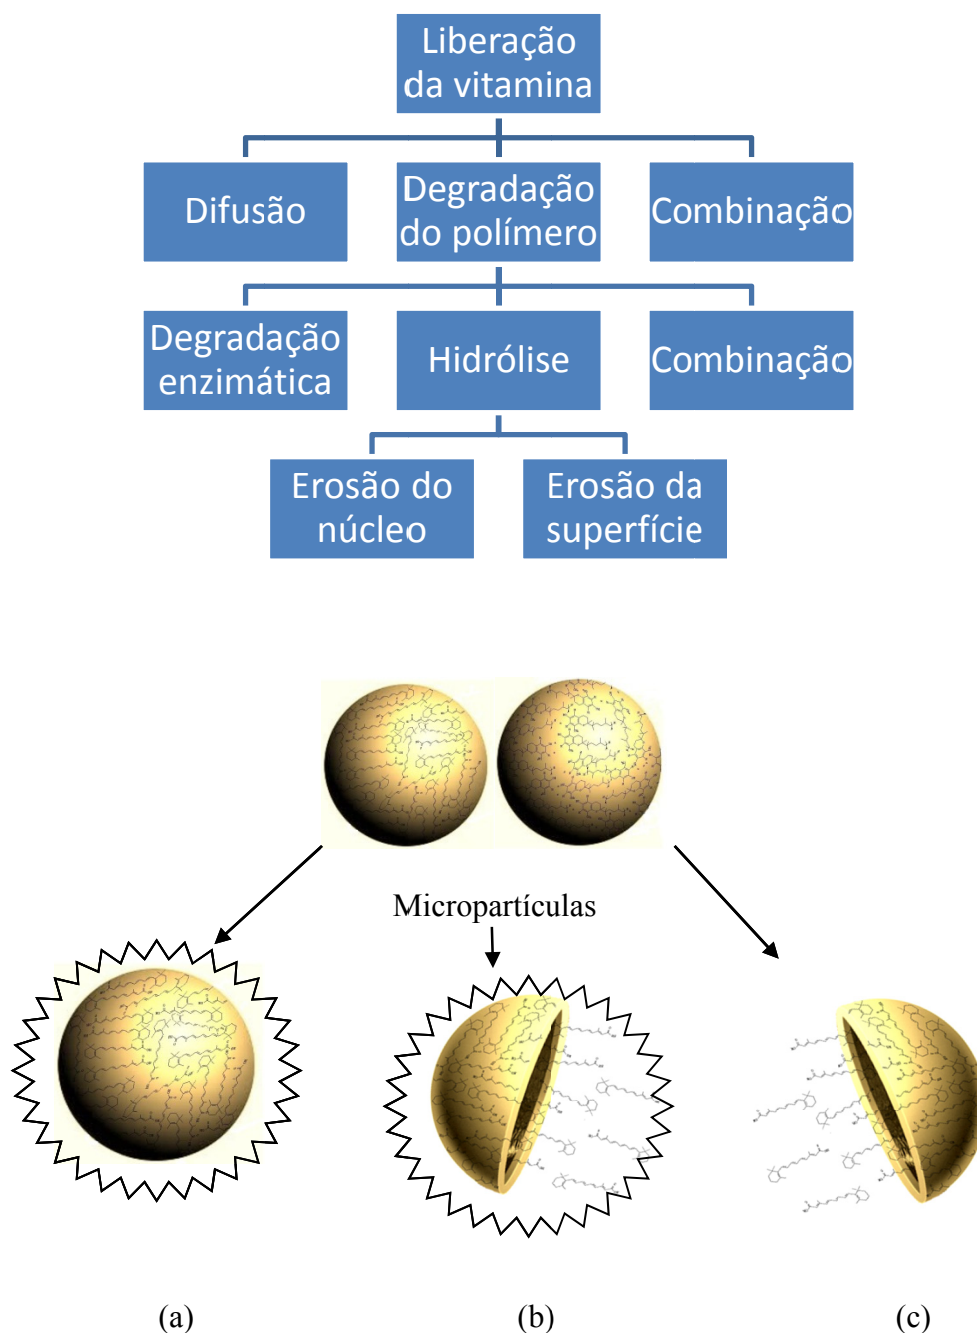 Liberação
da vitamina
Difusão
Degradação
do polímero
Combinação
Degradação
enzimática
Hidrólise
Combinação
Erosão do
núcleo
Erosão da
superfície
Micropartículas
(a)
(b)
(c)